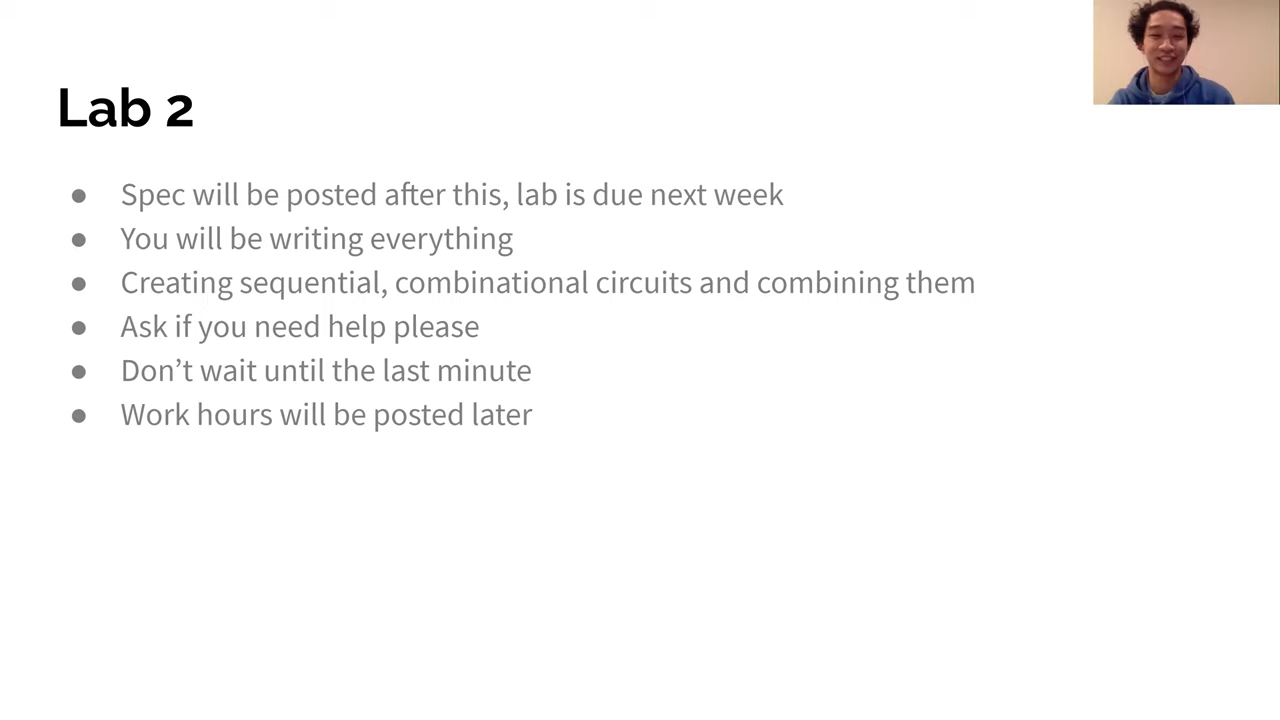 Lab 2
● Spec will be posted after this, lab is due next week
● You will be writing everything
● Creating sequential, combinational circuits and combining them
● Ask if you need help please
● Don’t wait until the last minute
● Work hours will be posted later